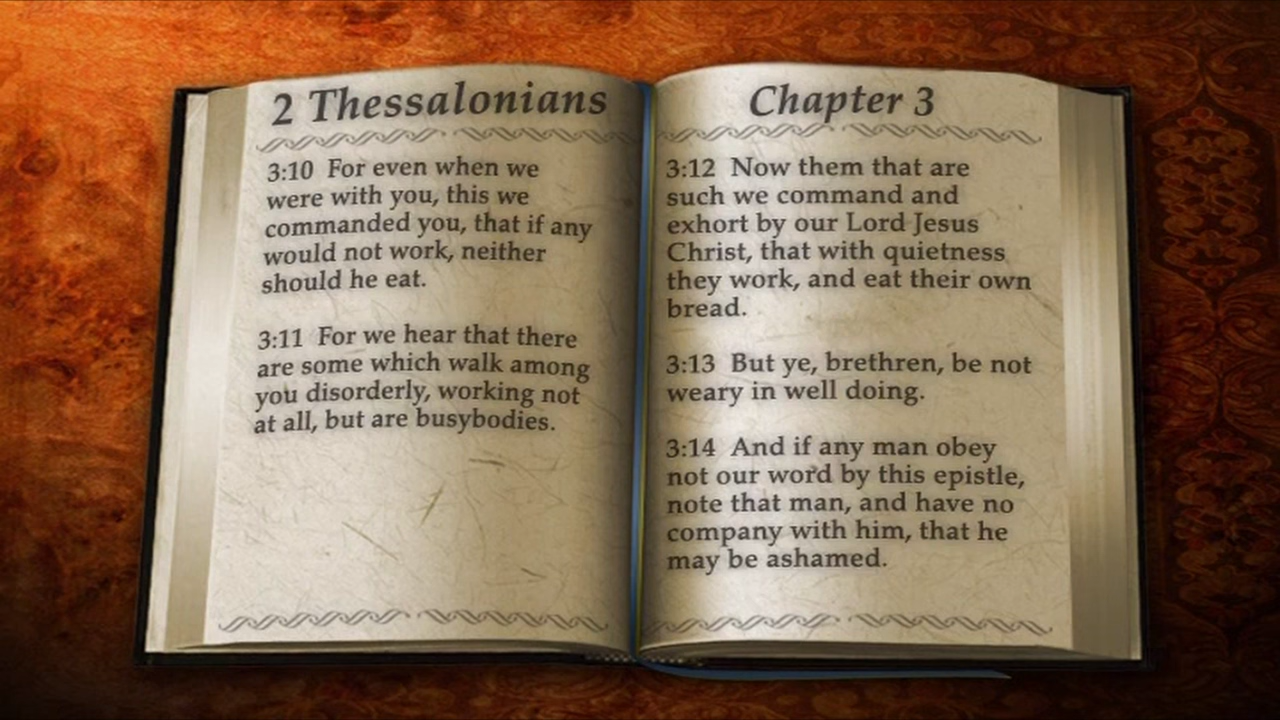 2 Thessalonians
3:10 For even when we
were with you, this we
commanded you, that if any
would not work, neither
should he eat.
3:11 For we hear that there
are some which walk among
you disorderly, working not
at all, but are busybodies.
Chapter 3
3:12 Now them that are
such we command and
exhort by our Lord Jesus
Christ, that with quietness
they work, and eat their own
bread.
3:13 But ye, brethren, be not
weary in well doing.
3:14 And if any man obey
not our word by this epistle,
note that man, and have no
company with him, that he
may be ashamed.